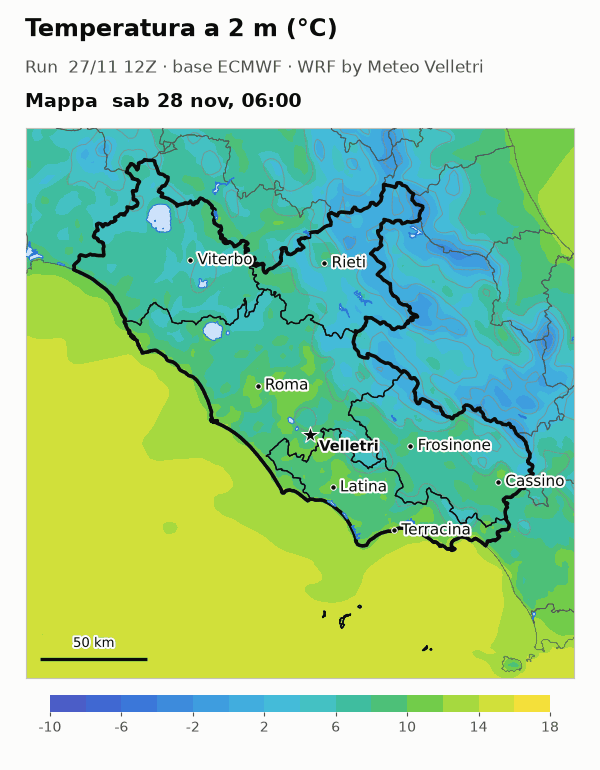 Temperatura a 2 m (°C)
Run  27/11 12Z · base ECMWF · WRF by Meteo Velletri
Mappa  sab 28 nov, 06:00
Viterbo
Rieti
Roma
Velletri
Frosinone
Latina
Cassino
Terracina
50 km
-10 -6 -2 2 6 10 14 18